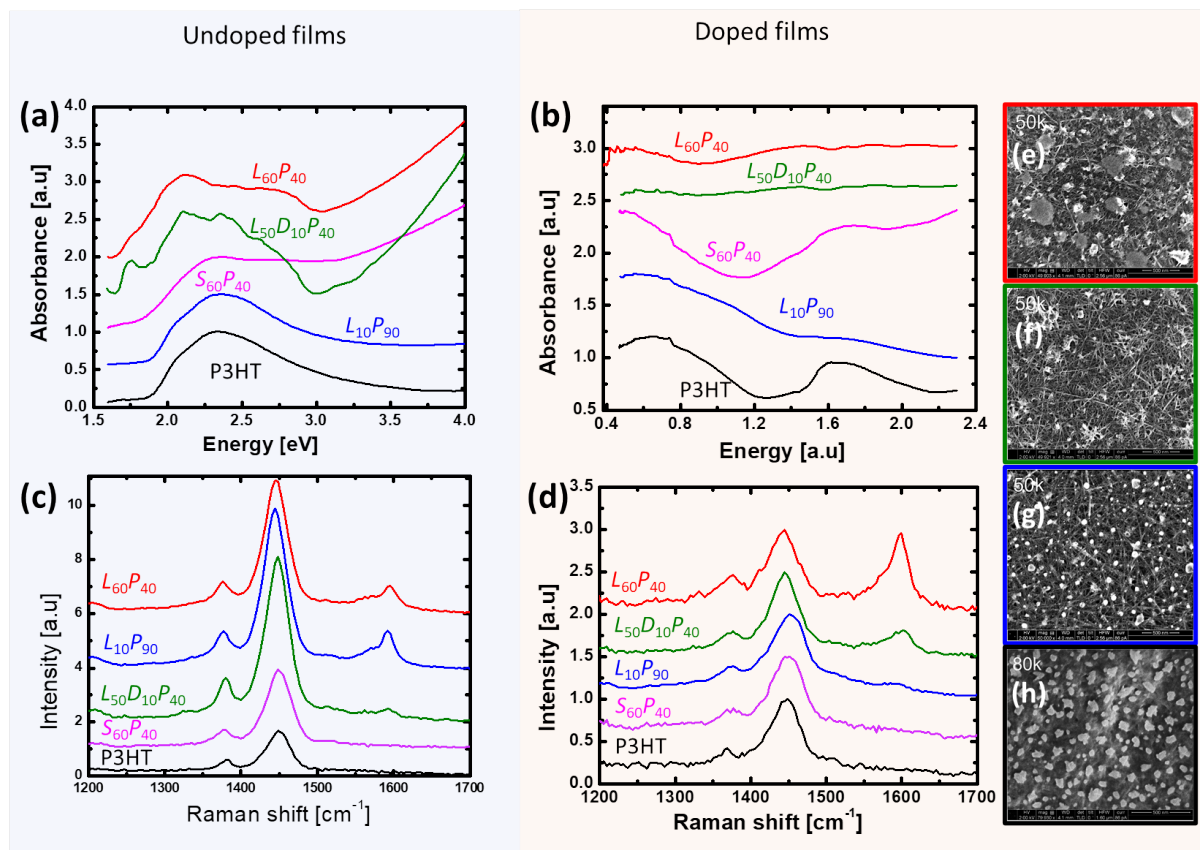 Undoped films
Doped films
(a)
4.0
3.5
3.0
2.5
2.0
1.5
1.0
0.5
0.0
Absorbance [a.u]
L60P40
L50D10P40
S60P40
L10P90
P3HT
1.5 2.0 2.5 3.0 3.5 4.0
Energy [eV]
(b)
3.0
2.5
2.0
1.5
1.0
0.5
Absorbance [a.u]
L60P40
L50D10P40
S60P40
L10P90
P3HT
0.4 0.8 1.2 1.6 2.0 2.4
Energy [a.u]
(c)
10
8
6
4
2
0
Intensity [a.u]
L60P40
L10P90
L50D10P40
S60P40
P3HT
1200 1300 1400 1500 1600 1700
Raman shift [cm-1]
(d)
3.5
3.0
2.5
2.0
1.5
1.0
0.5
0.0
Intensity [a.u]
L60P40
L50D10P40
L10P90
S60P40
P3HT
1200 1300 1400 1500 1600 1700
Raman shift [cm-1]
50k
(e)
50k
(f)
50k
(g)
80k
(h)